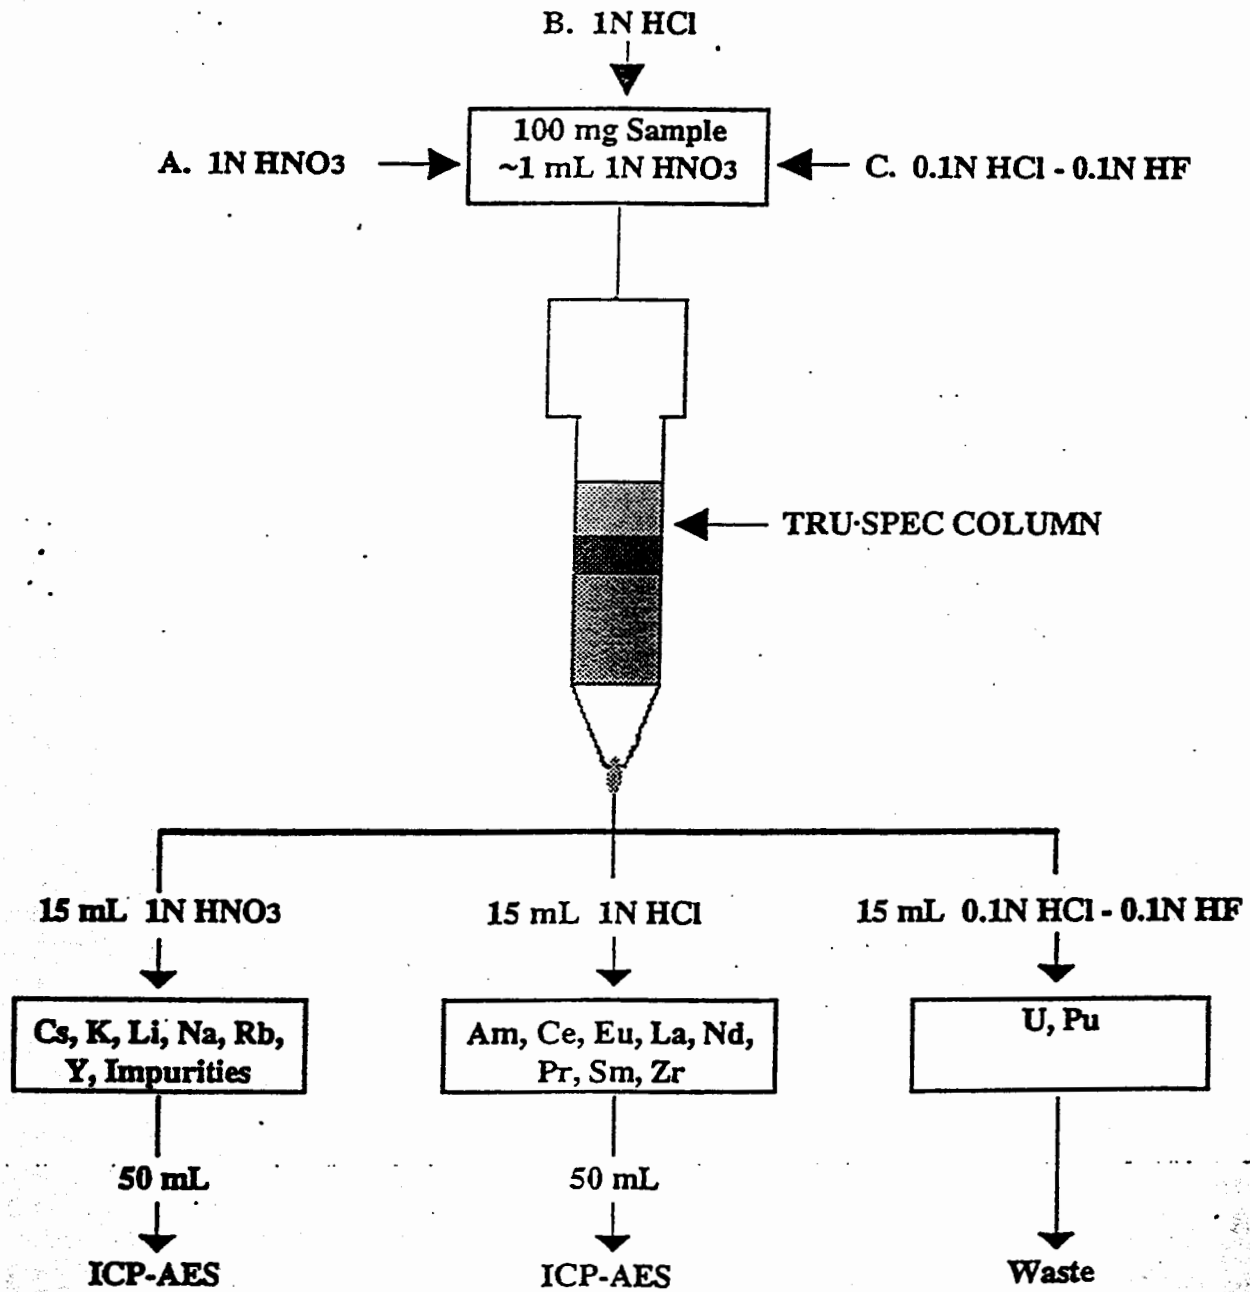 B. 1N HCl
100 mg Sample
~1 mL 1N HNO3
A. 1N HNO3
C. 0.1N HCl - 0.1N HF
TRU·SPEC COLUMN
15 mL 1N HNO3
15 mL 1N HCl
15 mL 0.1N HCl - 0.1N HF
Cs, K, Li, Na, Rb,
Y, Impurities
Am, Ce, Eu, La, Nd,
Pr, Sm, Zr
U, Pu
50 mL
50 mL
ICP-AES
ICP-AES
Waste